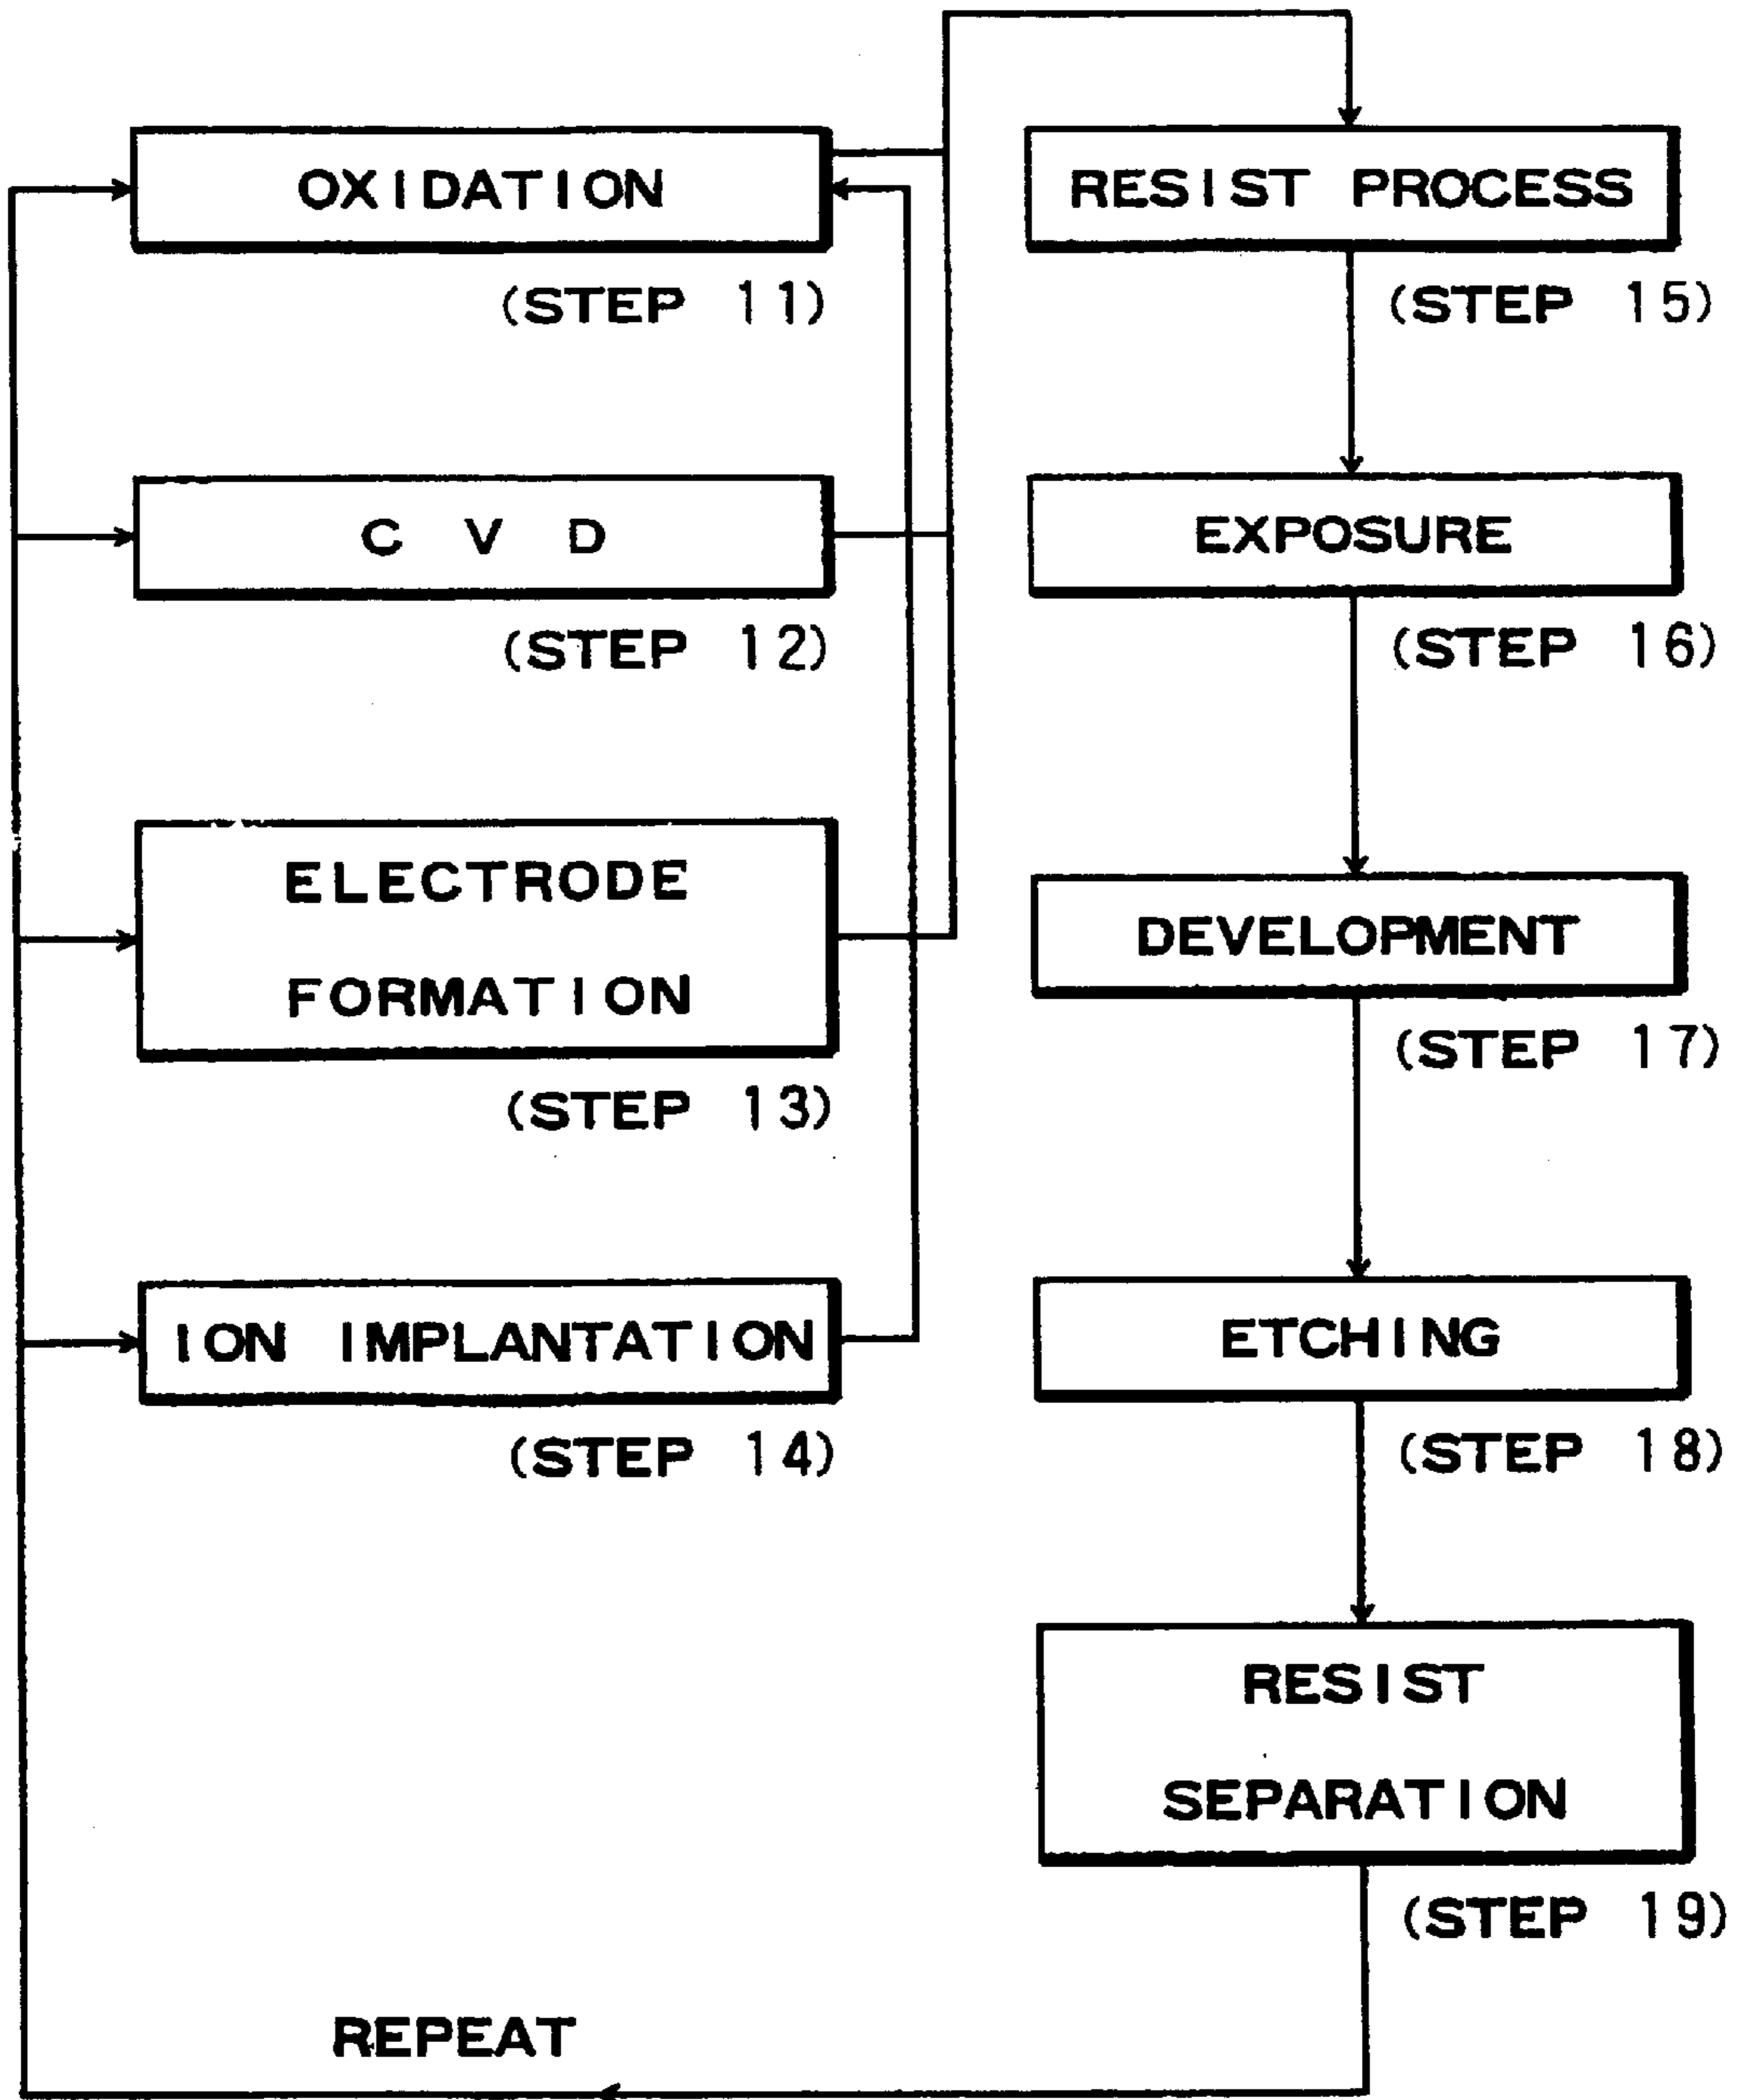 OXIDATION
(STEP 11)
CVD
(STEP 12)
ELECTRODE
FORMATION
(STEP 13)
ION IMPLANTATION
(STEP 14)
RESIST PROCESS
(STEP 15)
EXPOSURE
(STEP 16)
DEVELOPMENT
(STEP 17)
ETCHING
(STEP 18)
RESIST
SEPARATION
(STEP 19)
REPEAT